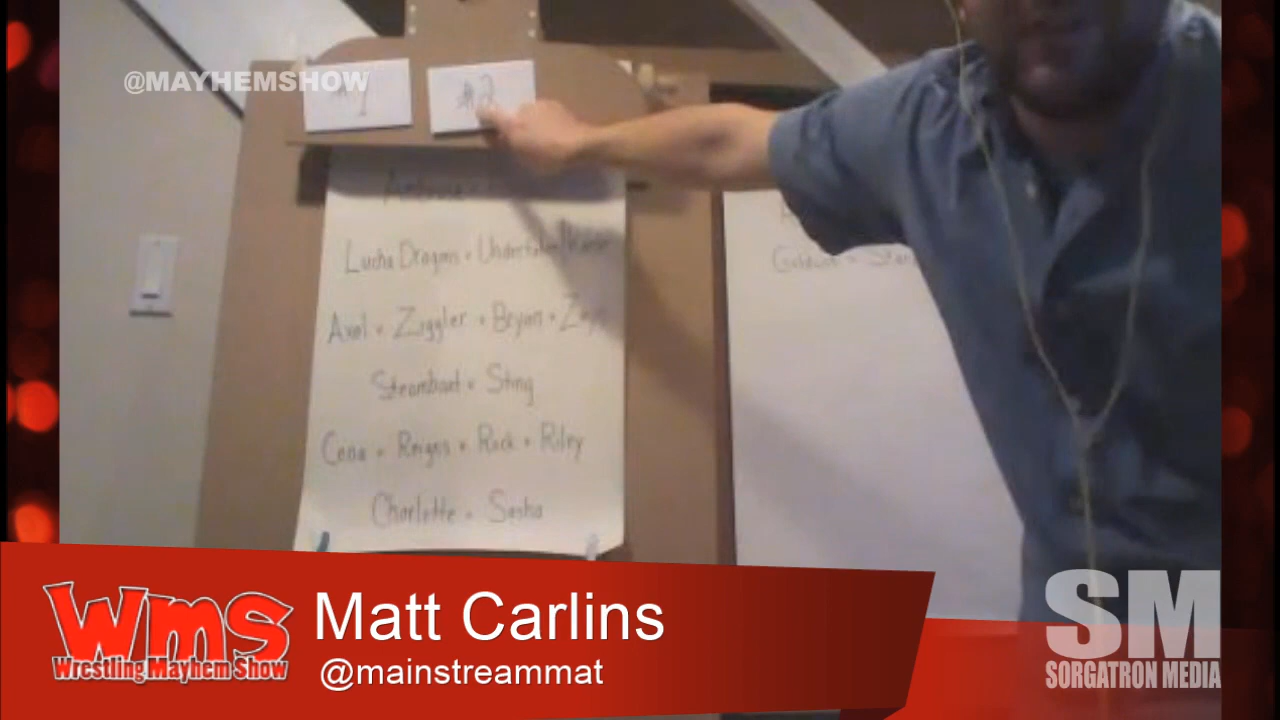 @MAYHEMSHOW
#1
#2
Lucha Dragons •
Axel • Ziggler • Bryan •
Steamboat • Sting
Cena • Reigns • Rock • Riley
Charlotte • Sasha
Wms
Wrestling Mayhem Show
Matt Carlins
@mainstreammat
SM
SORGATRON MEDIA